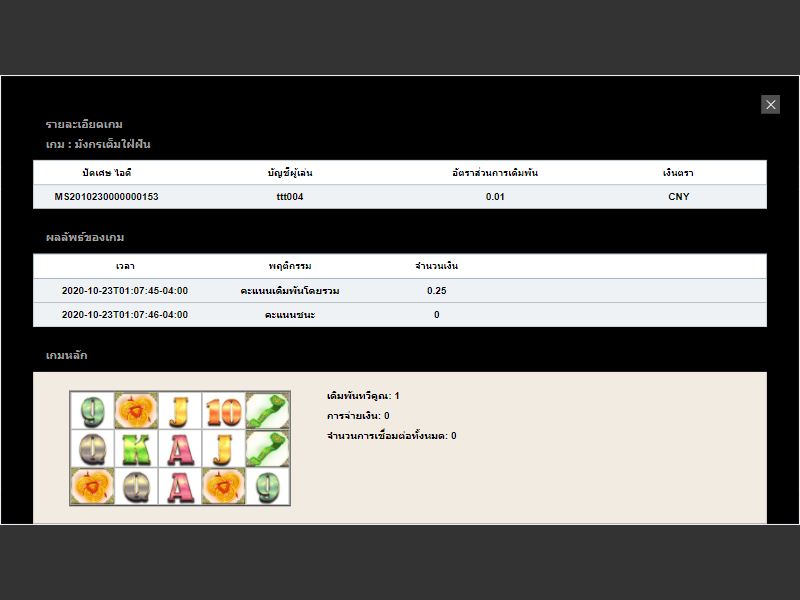 รายละเอียดเกม
เกม : มังกรเต็มใฝ่ฝัน
ปัดเศษ ไอดี บัญชีผู้เล่น อัตราส่วนการเดิมพัน เงินตรา
MS2010230000000153 ttt004 0.01 CNY
ผลลัพธ์ของเกม
เวลา พฤติกรรม จำนวนเงิน
2020-10-23T01:07:45-04:00 คะแนนเดิมพันโดยรวม 0.25
2020-10-23T01:07:46-04:00 คะแนนชนะ 0
เกมหลัก
เดิมพันทวีคูณ: 1
การจ่ายเงิน: 0
จำนวนการเชื่อมต่อทั้งหมด: 0
9 J 10
Q K A J
Q A 9